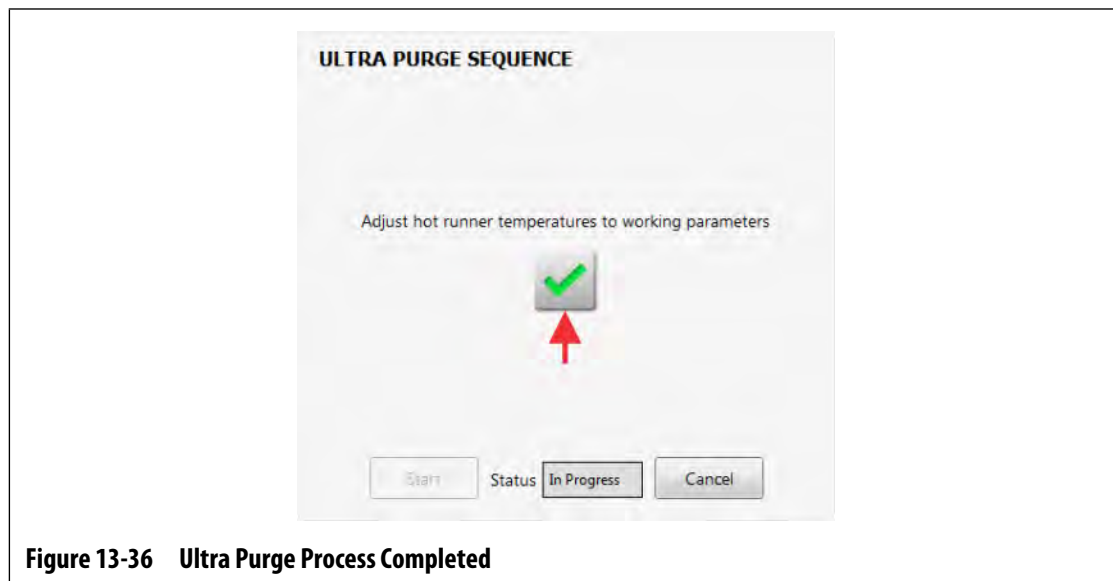 ULTRA PURGE SEQUENCE
Adjust hot runner temperatures to working parameters
Start Status In Progress Cancel
Figure 13-36 Ultra Purge Process Completed